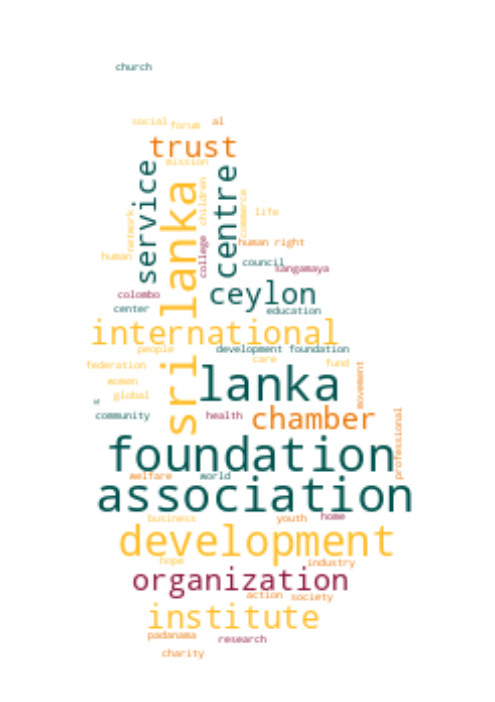 church
social forum al
trust
mission
service
sri lanka
centre
children
commerce
network
life
human right
human
college
council
sangamaya
colombo
ceylon
center
education
international
people
development foundation
federation
care
fund
movement
women
lanka
global
community
health
chamber
professional
foundation
welfare
world
association
business
youth
home
development
hope
industry
organization
action
society
institute
padanama
research
charity